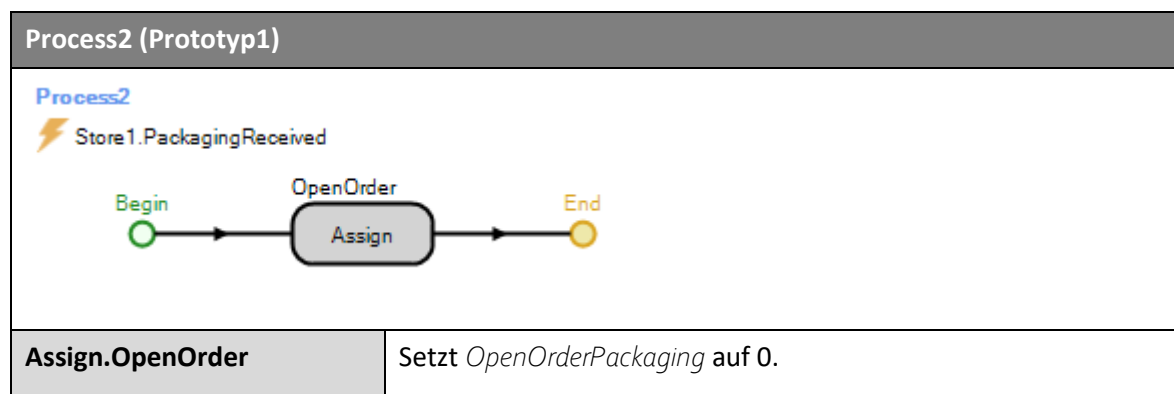 Process2 (Prototyp1)
Process2
Store1.PackagingReceived
OpenOrder
Begin
End
Assign
Assign.OpenOrder
Setzt OpenOrderPackaging auf 0.